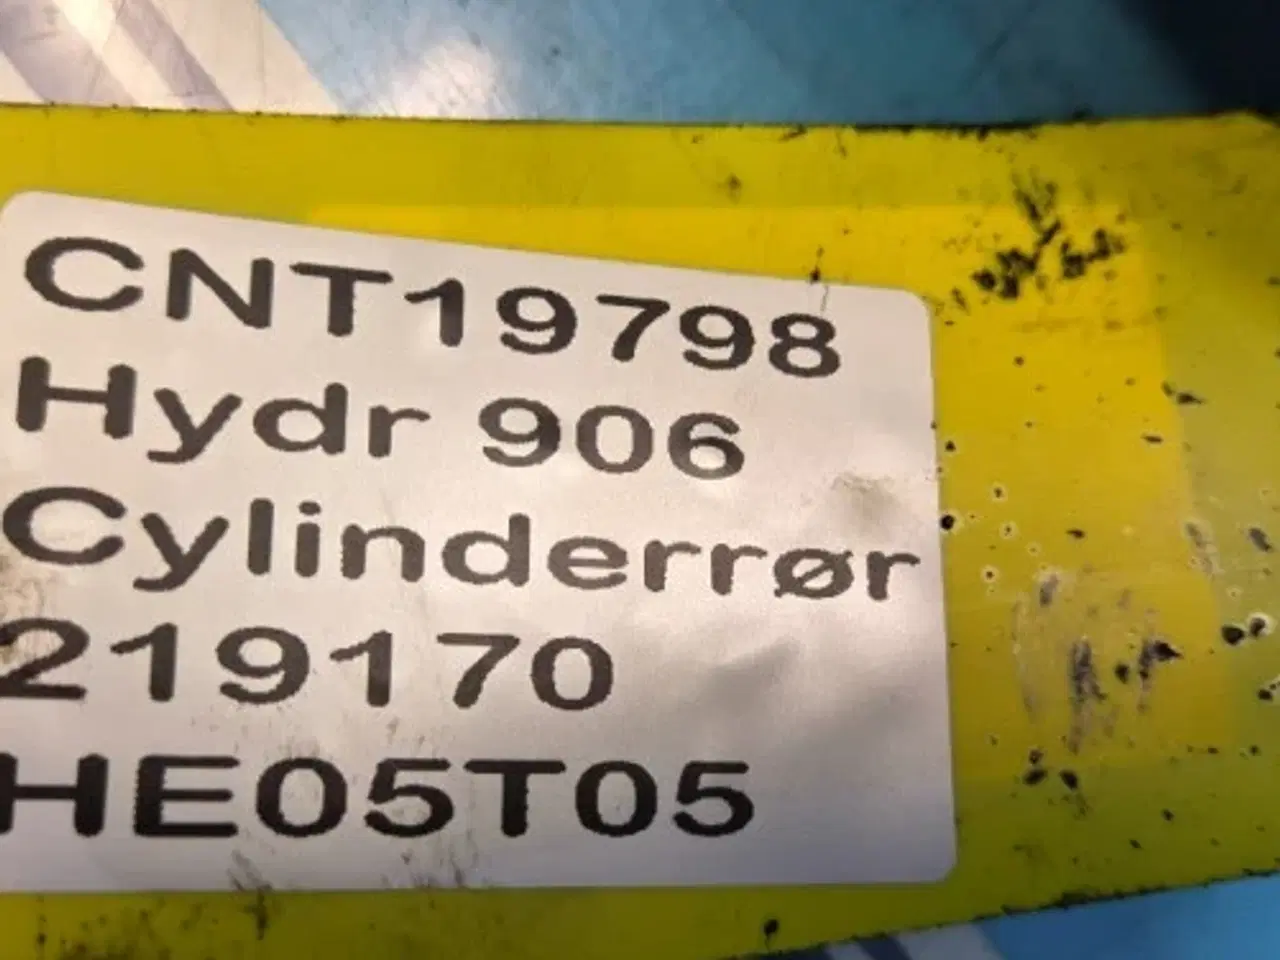 CNT19798
Hydr 906
Cylinderrør
219170
HE05T05